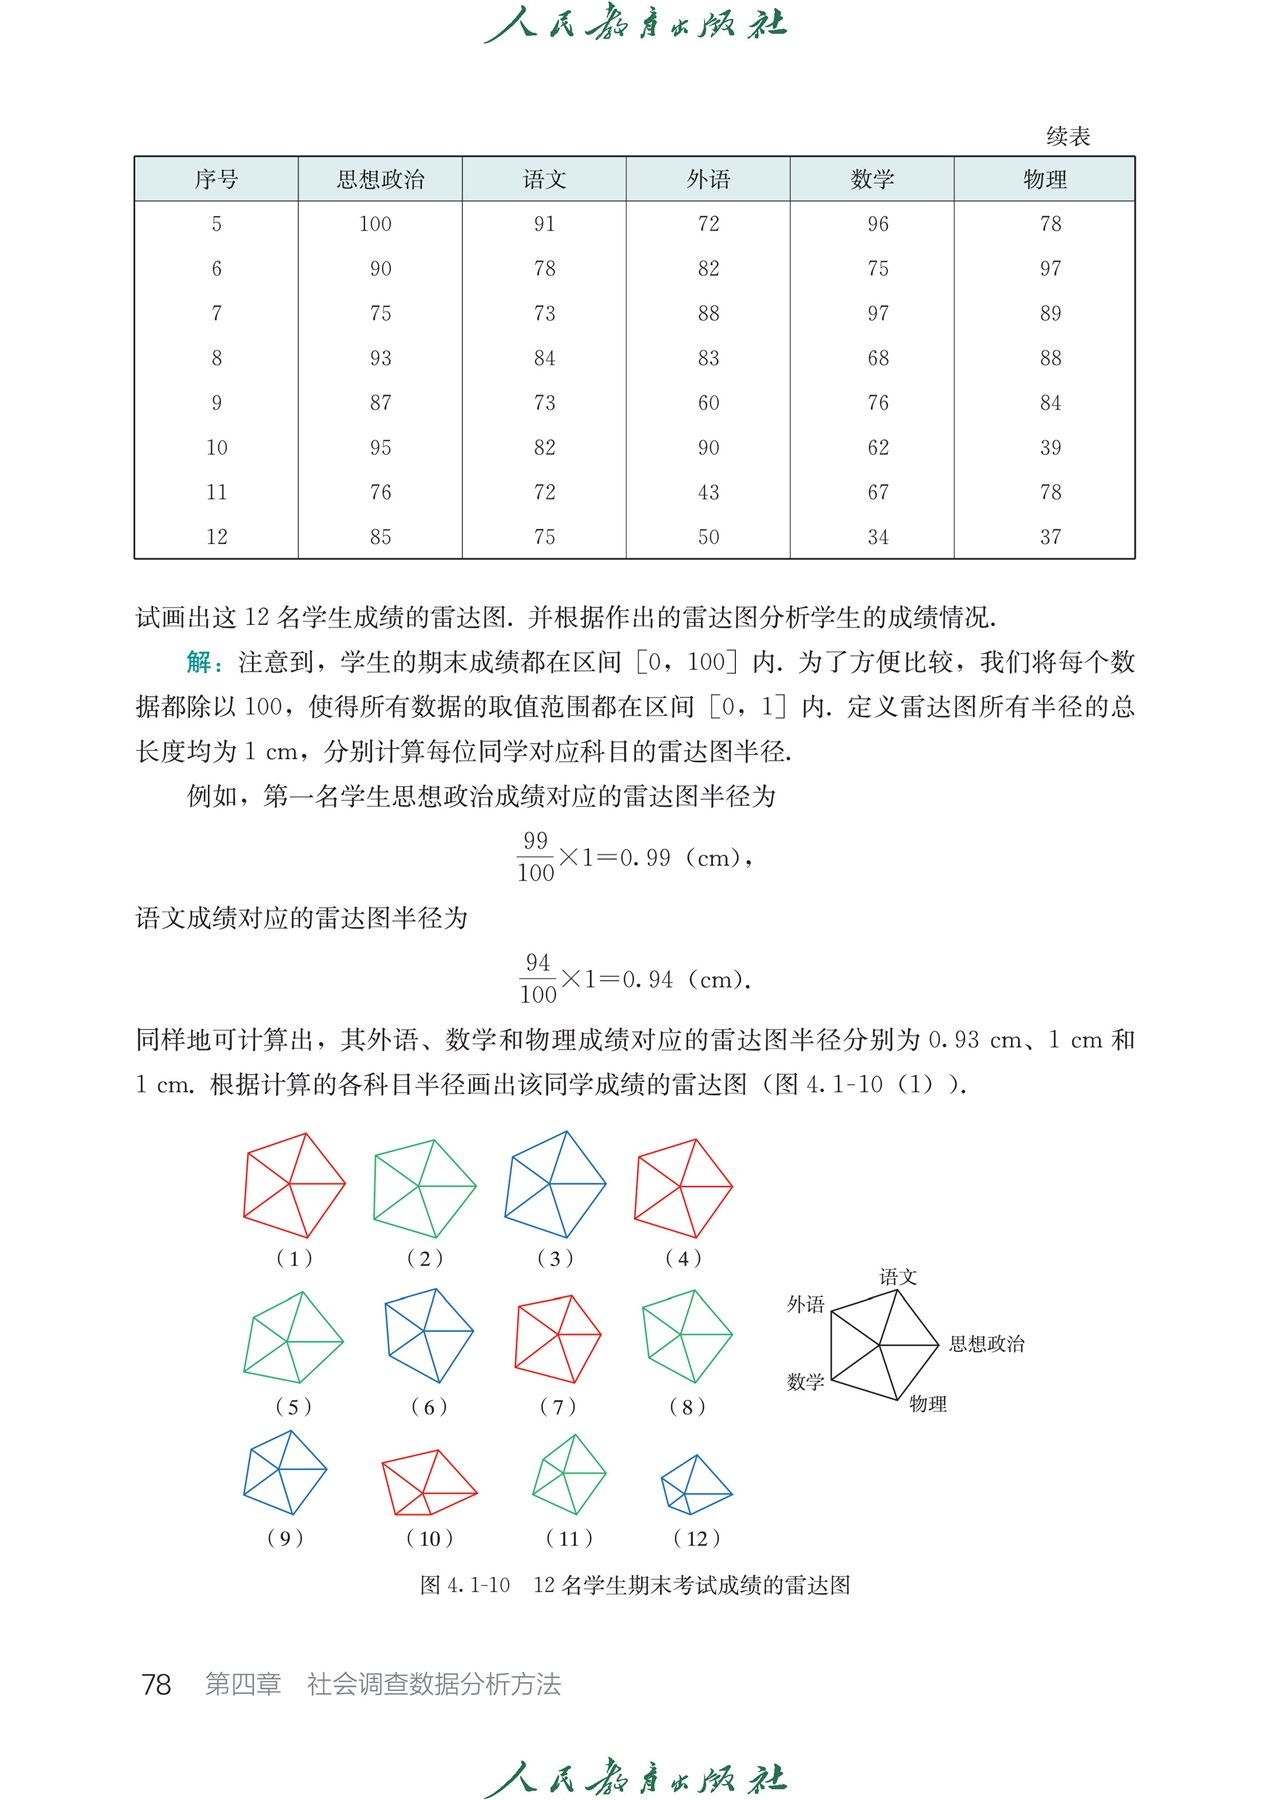 人民教育出版社
续表
序号 思想政治 语文 外语 数学 物理
5 100 91 72 96 78
6 90 78 82 75 97
7 75 73 88 97 89
8 93 84 83 68 88
9 87 73 60 76 84
10 95 82 90 62 39
11 76 72 43 67 78
12 85 75 50 34 37
试画出这 12 名学生成绩的雷达图. 并根据作出的雷达图分析学生的成绩情况.
解：注意到，学生的期末成绩都在区间［0，100］内. 为了方便比较，我们将每个数
据都除以 100，使得所有数据的取值范围都在区间［0，1］内. 定义雷达图所有半径的总
长度均为 1 cm，分别计算每位同学对应科目的雷达图半径.
例如，第一名学生思想政治成绩对应的雷达图半径为
99/100×1=0.99（cm），
语文成绩对应的雷达图半径为
94/100×1=0.94（cm）.
同样地可计算出，其外语、数学和物理成绩对应的雷达图半径分别为 0.93 cm、1 cm 和
1 cm. 根据计算的各科目半径画出该同学成绩的雷达图（图 4.1-10（1））.
（1） （2） （3） （4）
（5） （6） （7） （8）
（9） （10） （11） （12）
语文
外语
思想政治
数学
物理
图 4.1-10 12 名学生期末考试成绩的雷达图
78 第四章 社会调查数据分析方法
人民教育出版社